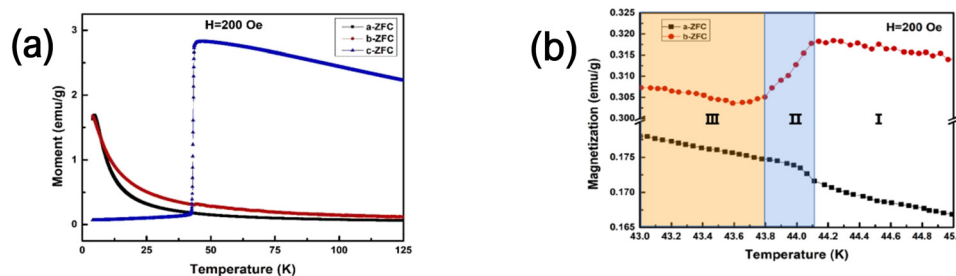 (a)
H=200 Oe
a-ZFC
b-ZFC
c-ZFC
Moment (emu/g)
3
2
1
0
0 25 50 75 100 125
Temperature (K)
(b)
H=200 Oe
a-ZFC
b-ZFC
Magnetization (emu/g)
0.325
0.320
0.315
0.310
0.305
0.300
0.175
0.170
0.165
III
II
I
43.0 43.2 43.4 43.6 43.8 44.0 44.2 44.4 44.6 44.8 45.0
Temperature (K)